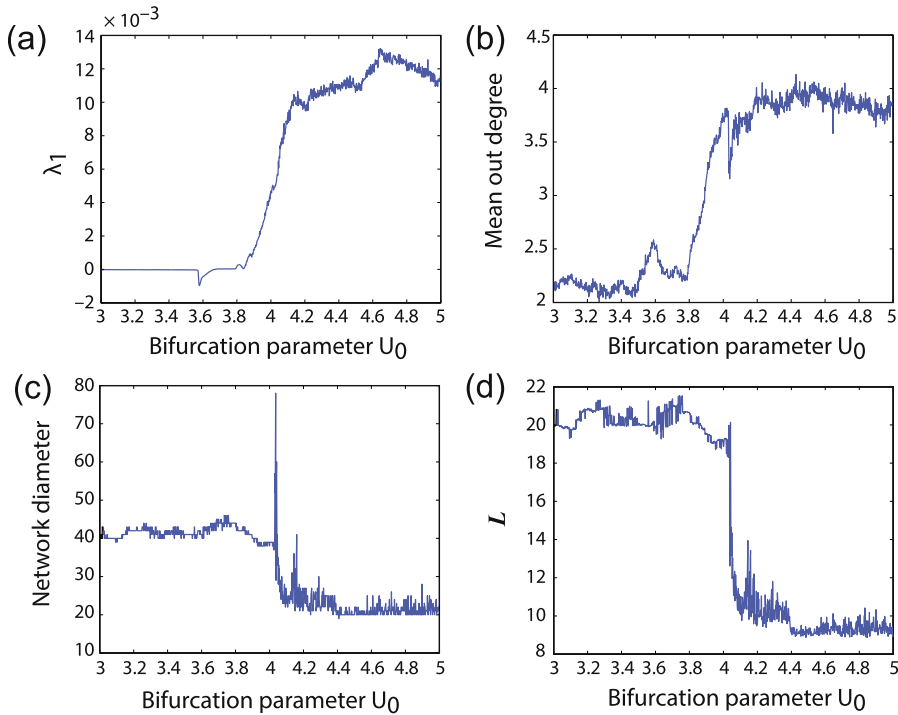 (a)
× 10⁻³
14
12
10
8
6
4
2
0
−2
λ₁
3 3.2 3.4 3.6 3.8 4 4.2 4.4 4.6 4.8 5
Bifurcation parameter U₀
(b)
4.5
4
3.5
3
2.5
2
Mean out degree
3 3.2 3.4 3.6 3.8 4 4.2 4.4 4.6 4.8 5
Bifurcation parameter U₀
(c)
80
70
60
50
40
30
20
10
Network diameter
3 3.2 3.4 3.6 3.8 4 4.2 4.4 4.6 4.8 5
Bifurcation parameter U₀
(d)
22
20
18
16
14
12
10
8
L
3 3.2 3.6 3.4 3.8 4 4.2 4.4 4.6 4.8 5
Bifurcation parameter U₀